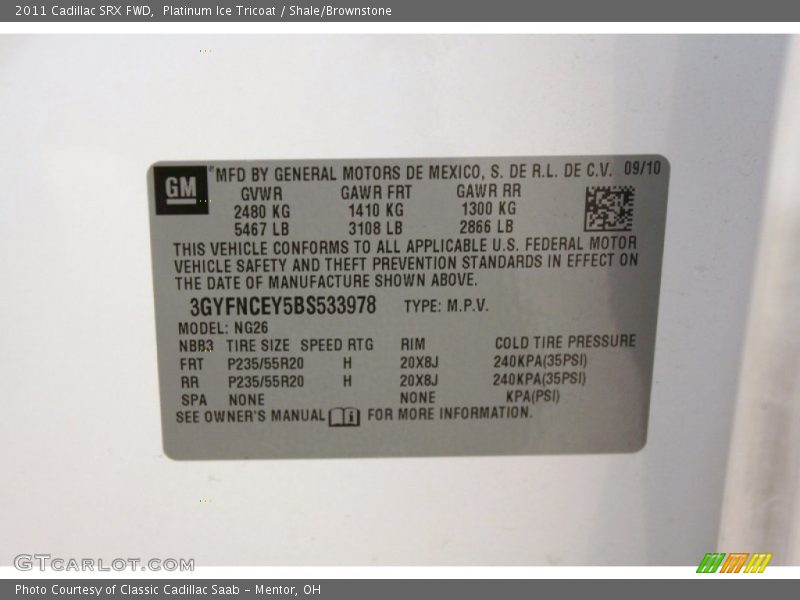 2011 Cadillac SRX FWD,  Platinum Ice Tricoat / Shale/Brownstone
GM ® MFD BY GENERAL MOTORS DE MEXICO, S. DE R.L. DE C.V. 09/10
GVWR GAWR FRT GAWR RR
2480 KG 1410 KG 1300 KG
5467 LB 3108 LB 2866 LB
THIS VEHICLE CONFORMS TO ALL APPLICABLE U.S. FEDERAL MOTOR
VEHICLE SAFETY AND THEFT PREVENTION STANDARDS IN EFFECT ON
THE DATE OF MANUFACTURE SHOWN ABOVE.
3GYFNCEY5BS533978 TYPE: M.P.V.
MODEL: NG26
NBB3 TIRE SIZE SPEED RTG RIM COLD TIRE PRESSURE
FRT P235/55R20 H 20X8J 240KPA(35PSI)
RR P235/55R20 H 20X8J 240KPA(35PSI)
SPA NONE NONE KPA(PSI)
SEE OWNER'S MANUAL FOR MORE INFORMATION.
GTCARLOT.COM
Photo Courtesy of Classic Cadillac Saab - Mentor, OH